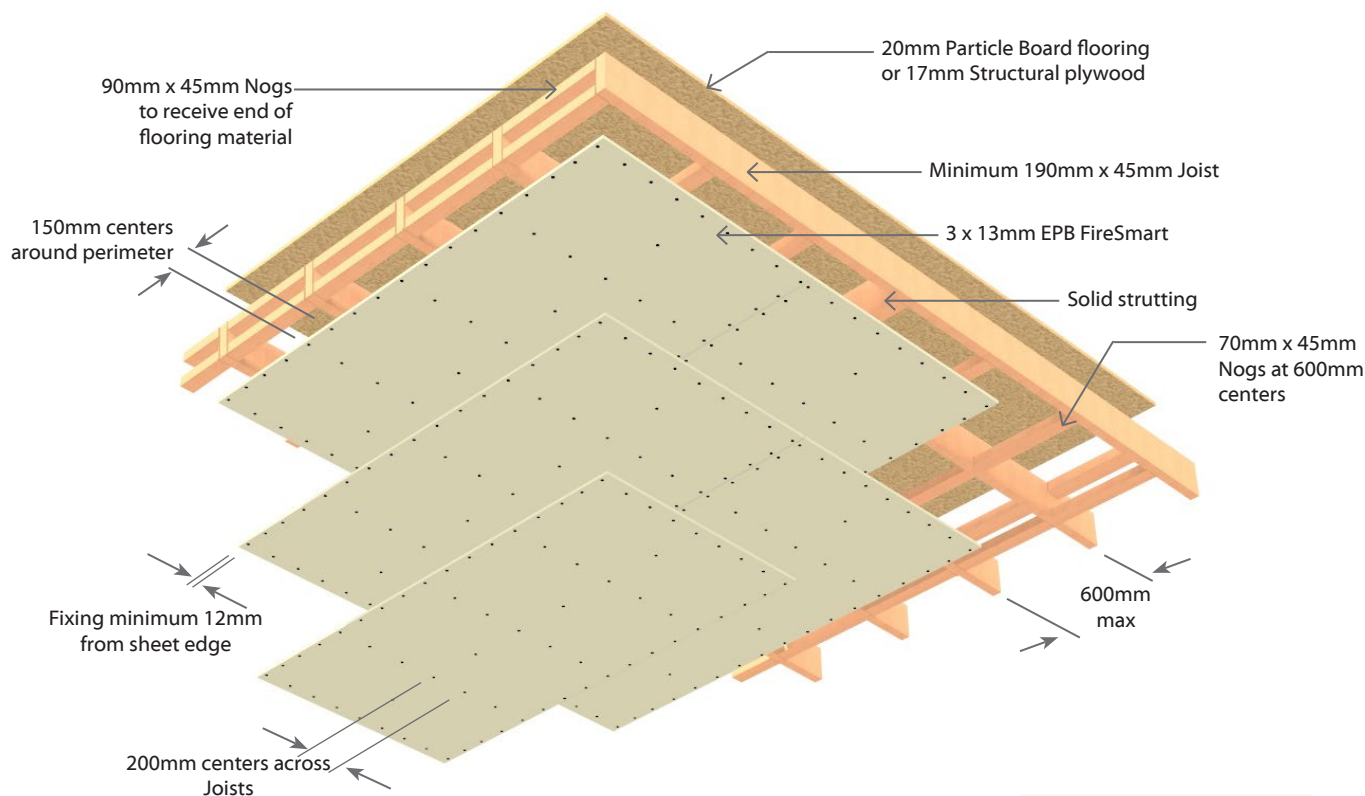 20mm Particle Board flooring
or 17mm Structural plywood
90mm x 45mm Nogs
to receive end of
flooring material
Minimum 190mm x 45mm Joist
150mm centers
around perimeter
3 x 13mm EPB FireSmart
Solid strutting
70mm x 45mm
Nogs at 600mm
centers
600mm
max
Fixing minimum 12mm
from sheet edge
200mm centers across
Joists